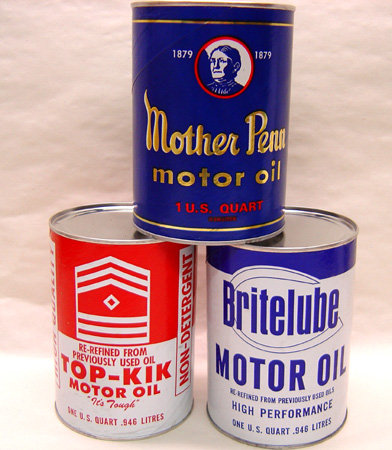 1879 1879
Mother Penn
motor oil
1 U.S. QUART
HIGH QUALITY
NON-DETERGENT
RE-REFINED FROM
PREVIOUSLY USED OIL
TOP-KIK
MOTOR OIL
"It's Tough"
ONE U.S. QUART .946 LITRES
Britelube
MOTOR OIL
RE-REFINED FROM PREVIOUSLY USED OILS
HIGH PERFORMANCE
ONE U.S. QUART .946 LITRES